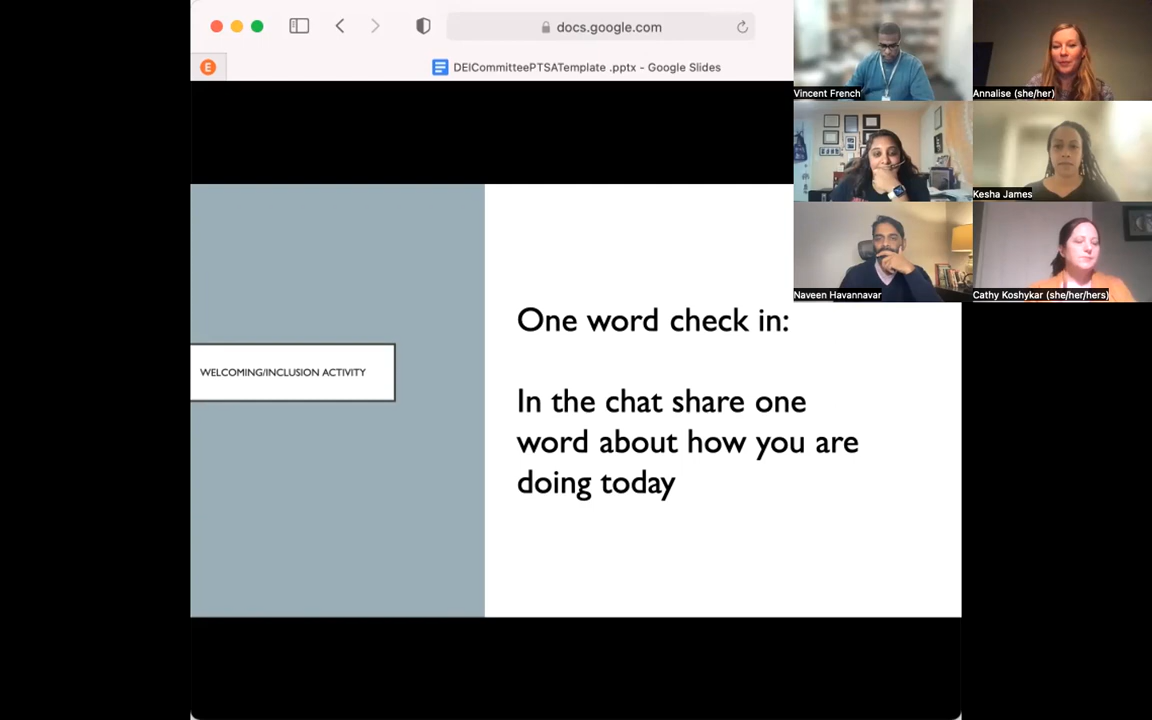 docs.google.com
E
DEICommitteePTSATemplate .pptx - Google Slides
Vincent French
Annalise (she/her)
Kesha James
Naveen Havannavar
Cathy Koshykar (she/her/hers)
WELCOMING/INCLUSION ACTIVITY
One word check in:
In the chat share one
word about how you are
doing today